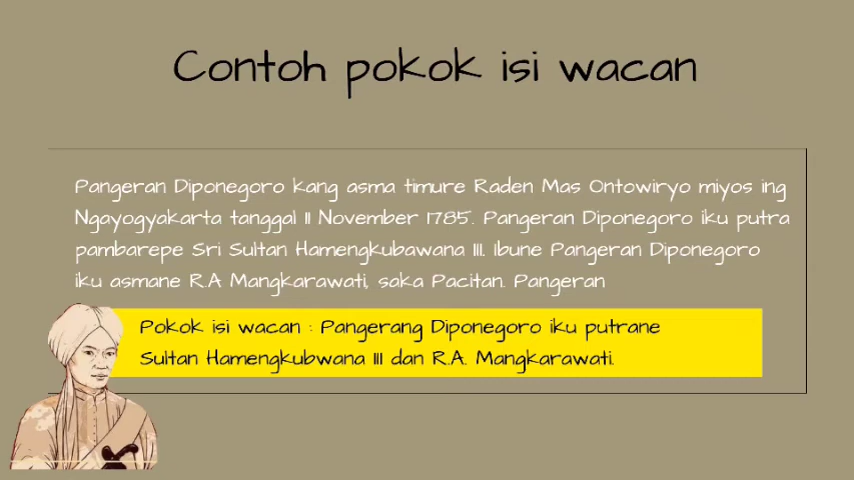 Contoh pokok isi wacan
Pangeran Diponegoro kang asma timure Raden Mas Ontowiryo miyos ing
Ngayogyakarta tanggal 11 November 1785. Pangeran Diponegoro iku putra
pambarepe Sri Sultan Hamengkubawana III. Ibune Pangeran Diponegoro
iku asmane R.A Mangkarawati, saka Pacitan. Pangeran
Pokok isi wacan : Pangerang Diponegoro iku putrane
Sultan Hamengkubwana III dan R.A. Mangkarawati.